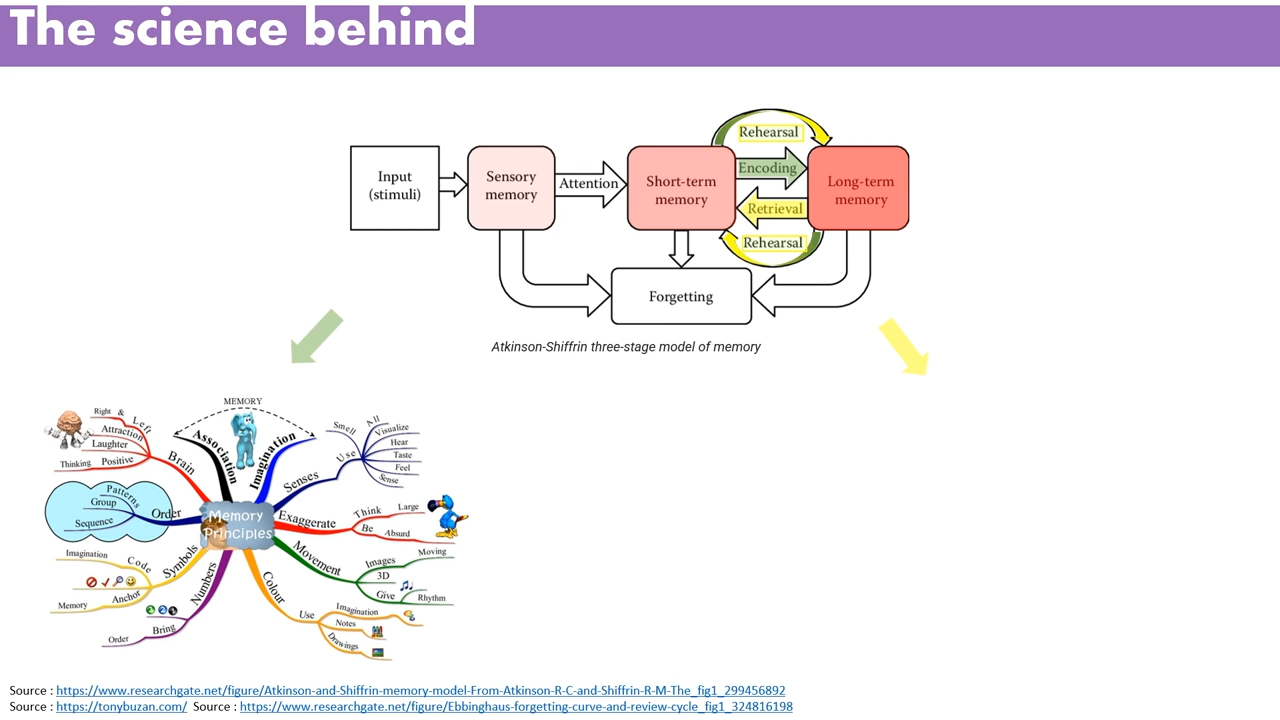 The science behind
Rehearsal
Encoding
Input
(stimuli)
Sensory
memory
Attention
Short-term
memory
Long-term
memory
Retrieval
Rehearsal
Forgetting
Atkinson-Shiffrin three-stage model of memory
MEMORY
Right & Left
Attraction
Laughter
Thinking Positive
Brain
Association
Imagination
Smell
All
Visualize
Hear
Taste
Feel
Sense
Use
Senses
Patterns
Group
Sequence
Order
Memory
Principles
Exaggerate
Think Large
Be Absurd
Imagination Code
Anchor
Memory
Symbols
Numbers
Bring
Order
Movement
Images Moving
3D
Give Rhythm
Colour
Use
Imagination
Notes
Drawings
Source : https://www.researchgate.net/figure/Atkinson-and-Shiffrin-memory-model-From-Atkinson-R-C-and-Shiffrin-R-M-The_fig1_299456892
Source : https://tonybuzan.com/ Source : https://www.researchgate.net/figure/Ebbinghaus-forgetting-curve-and-review-cycle_fig1_324816198